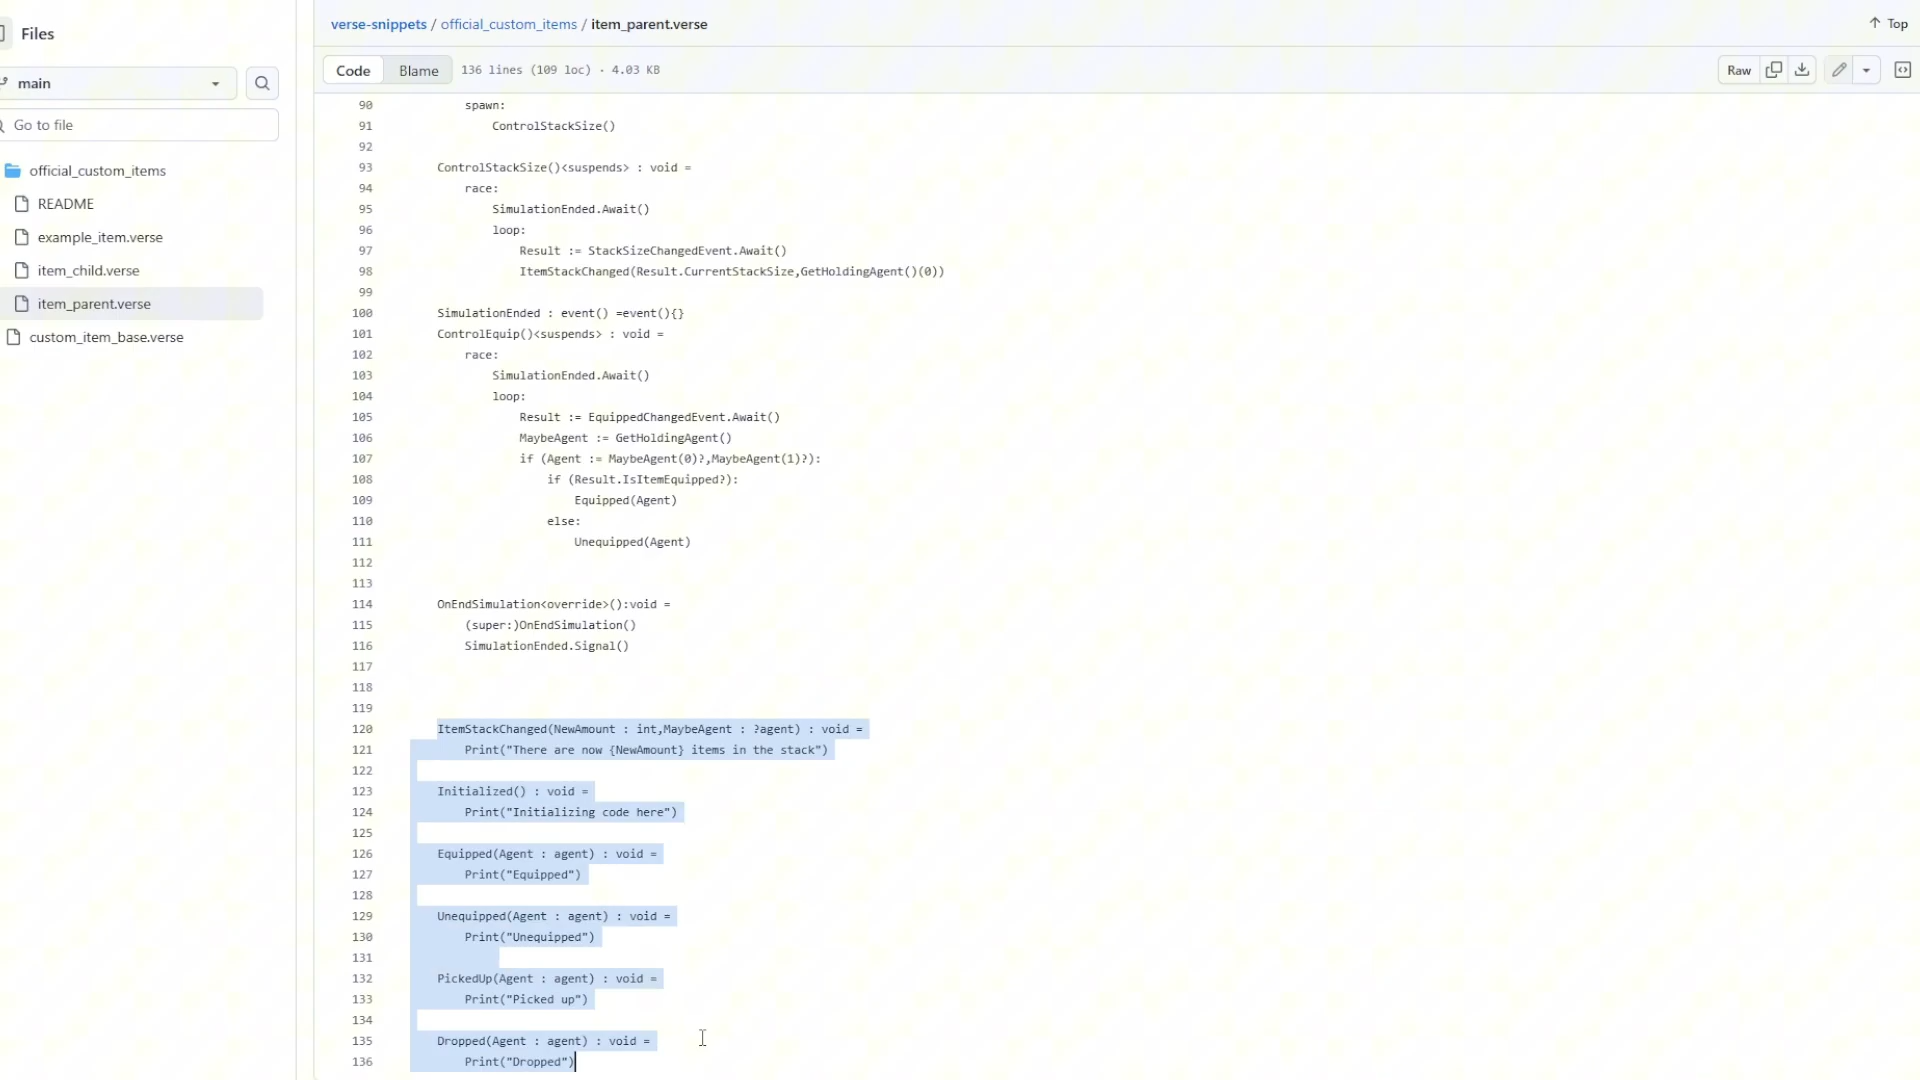 Files
main
Go to file
official_custom_items
README
example_item.verse
item_child.verse
item_parent.verse
custom_item_base.verse
verse-snippets / official_custom_items / item_parent.verse
Top
Code Blame 136 lines (109 loc) · 4.03 KB
Raw
90 spawn:
91 ControlStackSize()
92
93 ControlStackSize()<suspends> : void =
94 race:
95 SimulationEnded.Await()
96 loop:
97 Result := StackSizeChangedEvent.Await()
98 ItemStackChanged(Result.CurrentStackSize,GetHoldingAgent()(0))
99
100 SimulationEnded : event() =event(){}
101 ControlEquip()<suspends> : void =
102 race:
103 SimulationEnded.Await()
104 loop:
105 Result := EquippedChangedEvent.Await()
106 MaybeAgent := GetHoldingAgent()
107 if (Agent := MaybeAgent(0)?,MaybeAgent(1)?):
108 if (Result.IsItemEquipped?):
109 Equipped(Agent)
110 else:
111 Unequipped(Agent)
112
113
114 OnEndSimulation<override>():void =
115 (super:)OnEndSimulation()
116 SimulationEnded.Signal()
117
118
119
120 ItemStackChanged(NewAmount : int,MaybeAgent : ?agent) : void =
121 Print("There are now {NewAmount} items in the stack")
122
123 Initialized() : void =
124 Print("Initializing code here")
125
126 Equipped(Agent : agent) : void =
127 Print("Equipped")
128
129 Unequipped(Agent : agent) : void =
130 Print("Unequipped")
131
132 PickedUp(Agent : agent) : void =
133 Print("Picked up")
134
135 Dropped(Agent : agent) : void =
136 Print("Dropped")